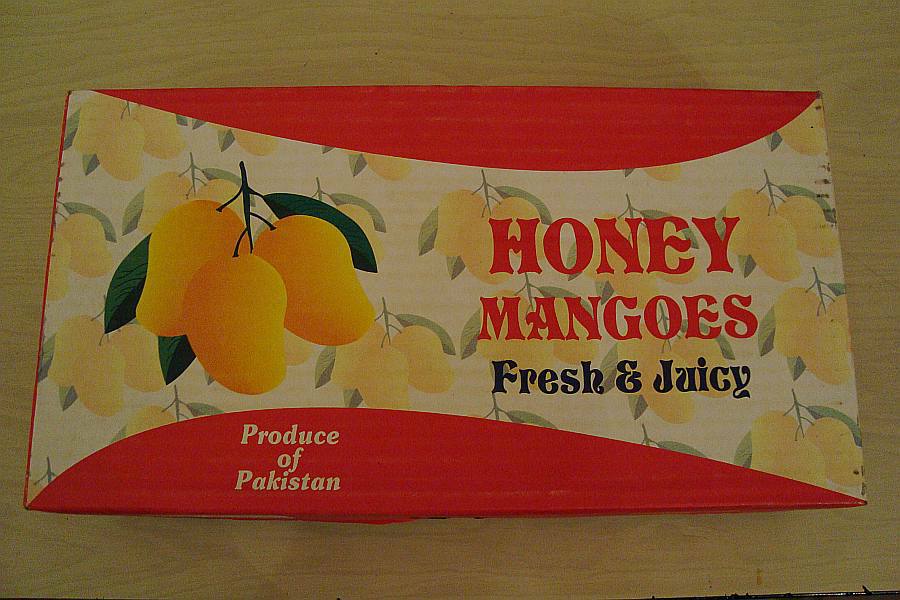 HONEY
MANGOES
Fresh & Juicy
Produce
of
Pakistan